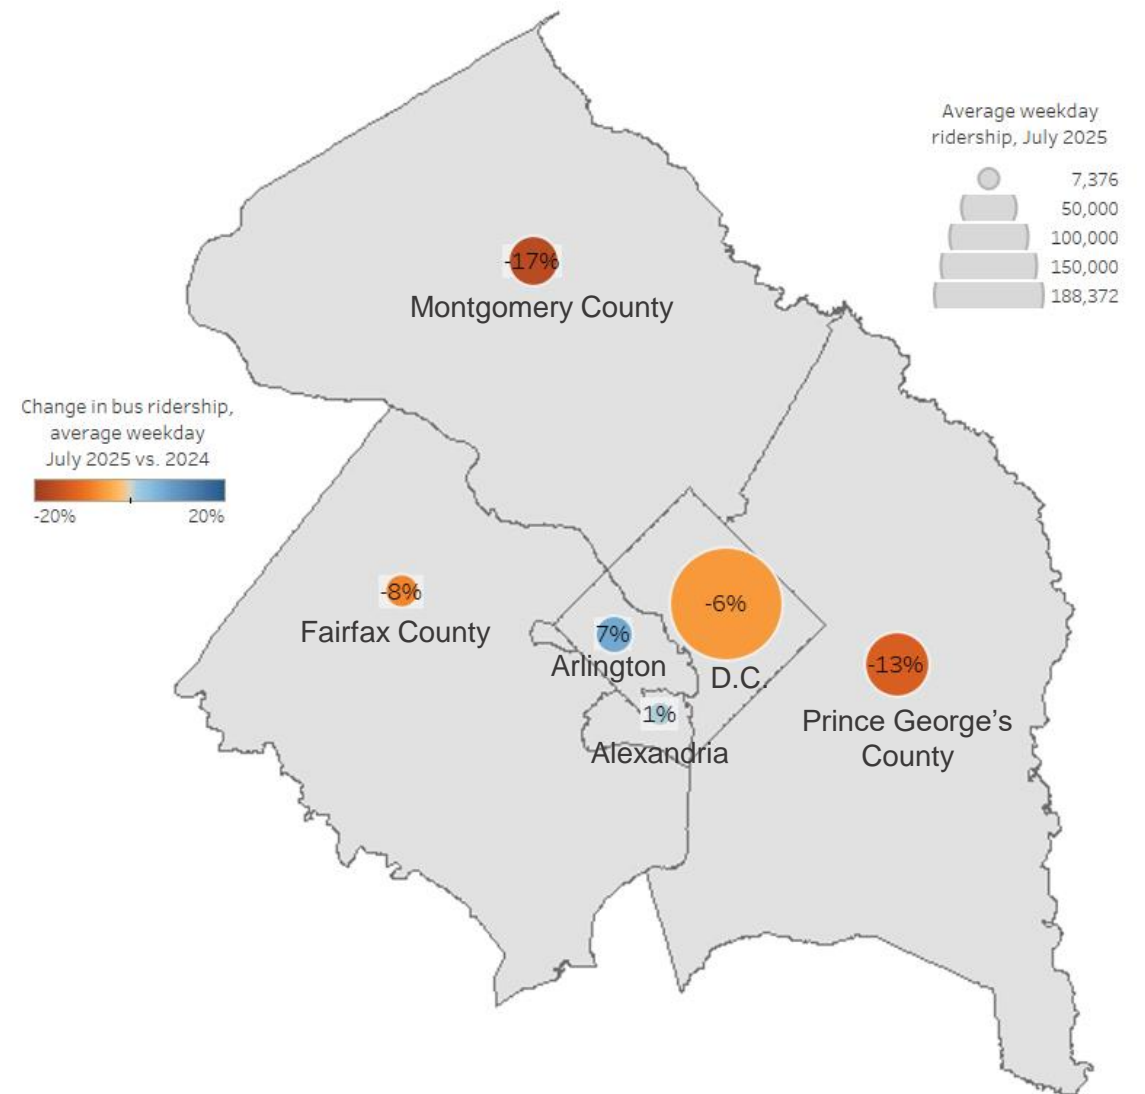 Average weekday
ridership, July 2025
7,376
50,000
100,000
150,000
188,372
-17%
Montgomery County
Change in bus ridership,
average weekday
July 2025 vs. 2024
-20%
20%
-8%
Fairfax County
7%
Arlington
-6%
D.C.
-13%
Prince George’s
County
1%
Alexandria